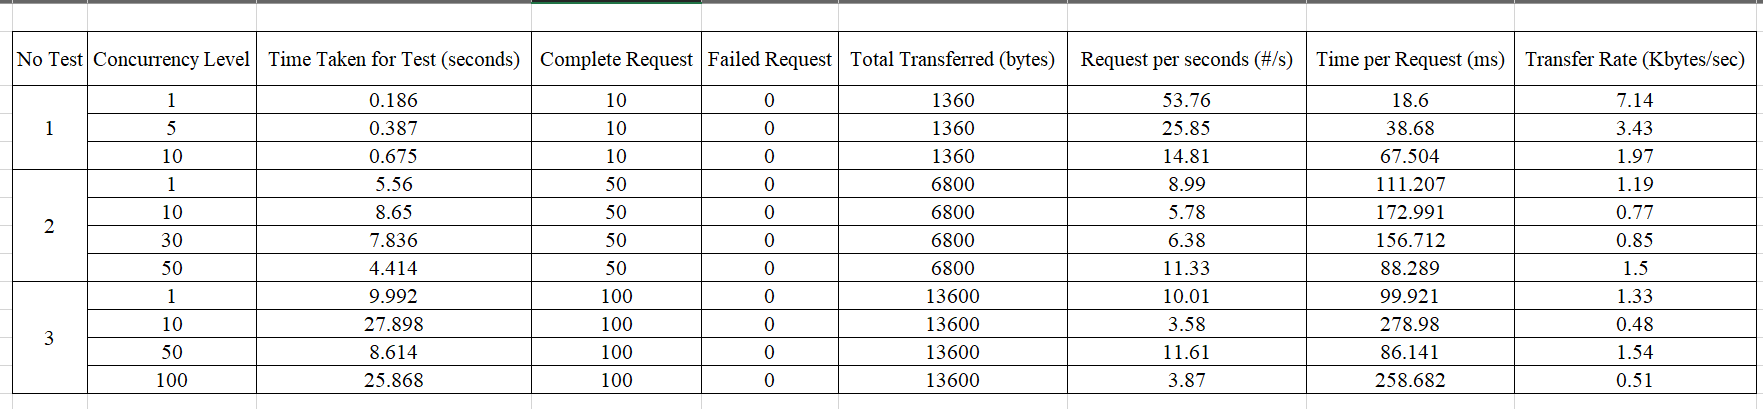 No Test Concurrency Level Time Taken for Test (seconds) Complete Request Failed Request Total Transferred (bytes) Request per seconds (#/s) Time per Request (ms) Transfer Rate (Kbytes/sec)
1 0.186 10 0 1360 53.76 18.6 7.14
1 5 0.387 10 0 1360 25.85 38.68 3.43
10 0.675 10 0 1360 14.81 67.504 1.97
1 5.56 50 0 6800 8.99 111.207 1.19
10 8.65 50 0 6800 5.78 172.991 0.77
2
30 7.836 50 0 6800 6.38 156.712 0.85
50 4.414 50 0 6800 11.33 88.289 1.5
1 9.992 100 0 13600 10.01 99.921 1.33
10 27.898 100 0 13600 3.58 278.98 0.48
3
50 8.614 100 0 13600 11.61 86.141 1.54
100 25.868 100 0 13600 3.87 258.682 0.51